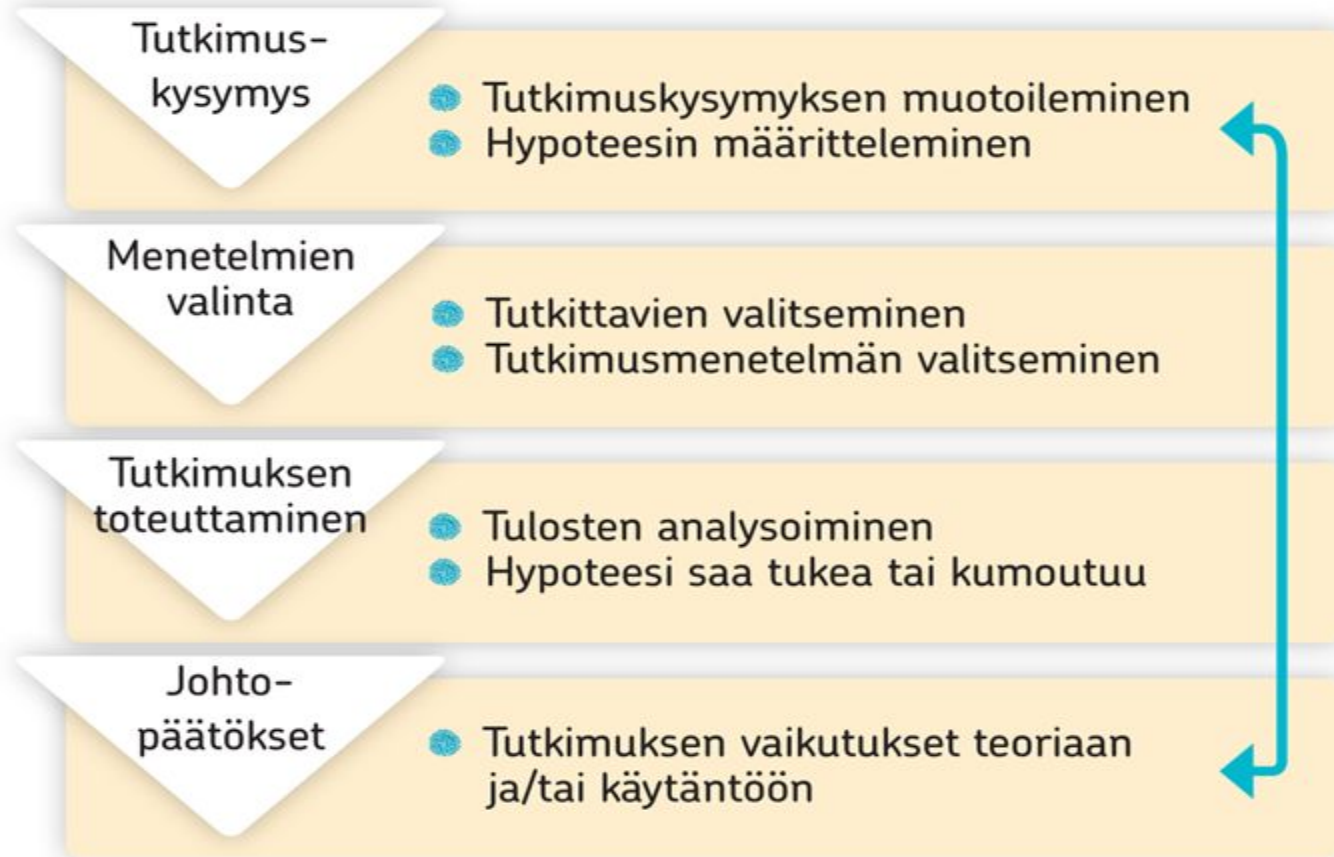 Tutkimus-
kysymys
Tutkimuskysymyksen muotoileminen
Hypoteesin määritteleminen
Menetelmien
valinta
Tutkittavien valitseminen
Tutkimusmenetelmän valitseminen
Tutkimuksen
toteuttaminen
Tulosten analysoiminen
Hypoteesi saa tukea tai kumoutuu
Johto-
päätökset
Tutkimuksen vaikutukset teoriaan
ja/tai käytäntöön